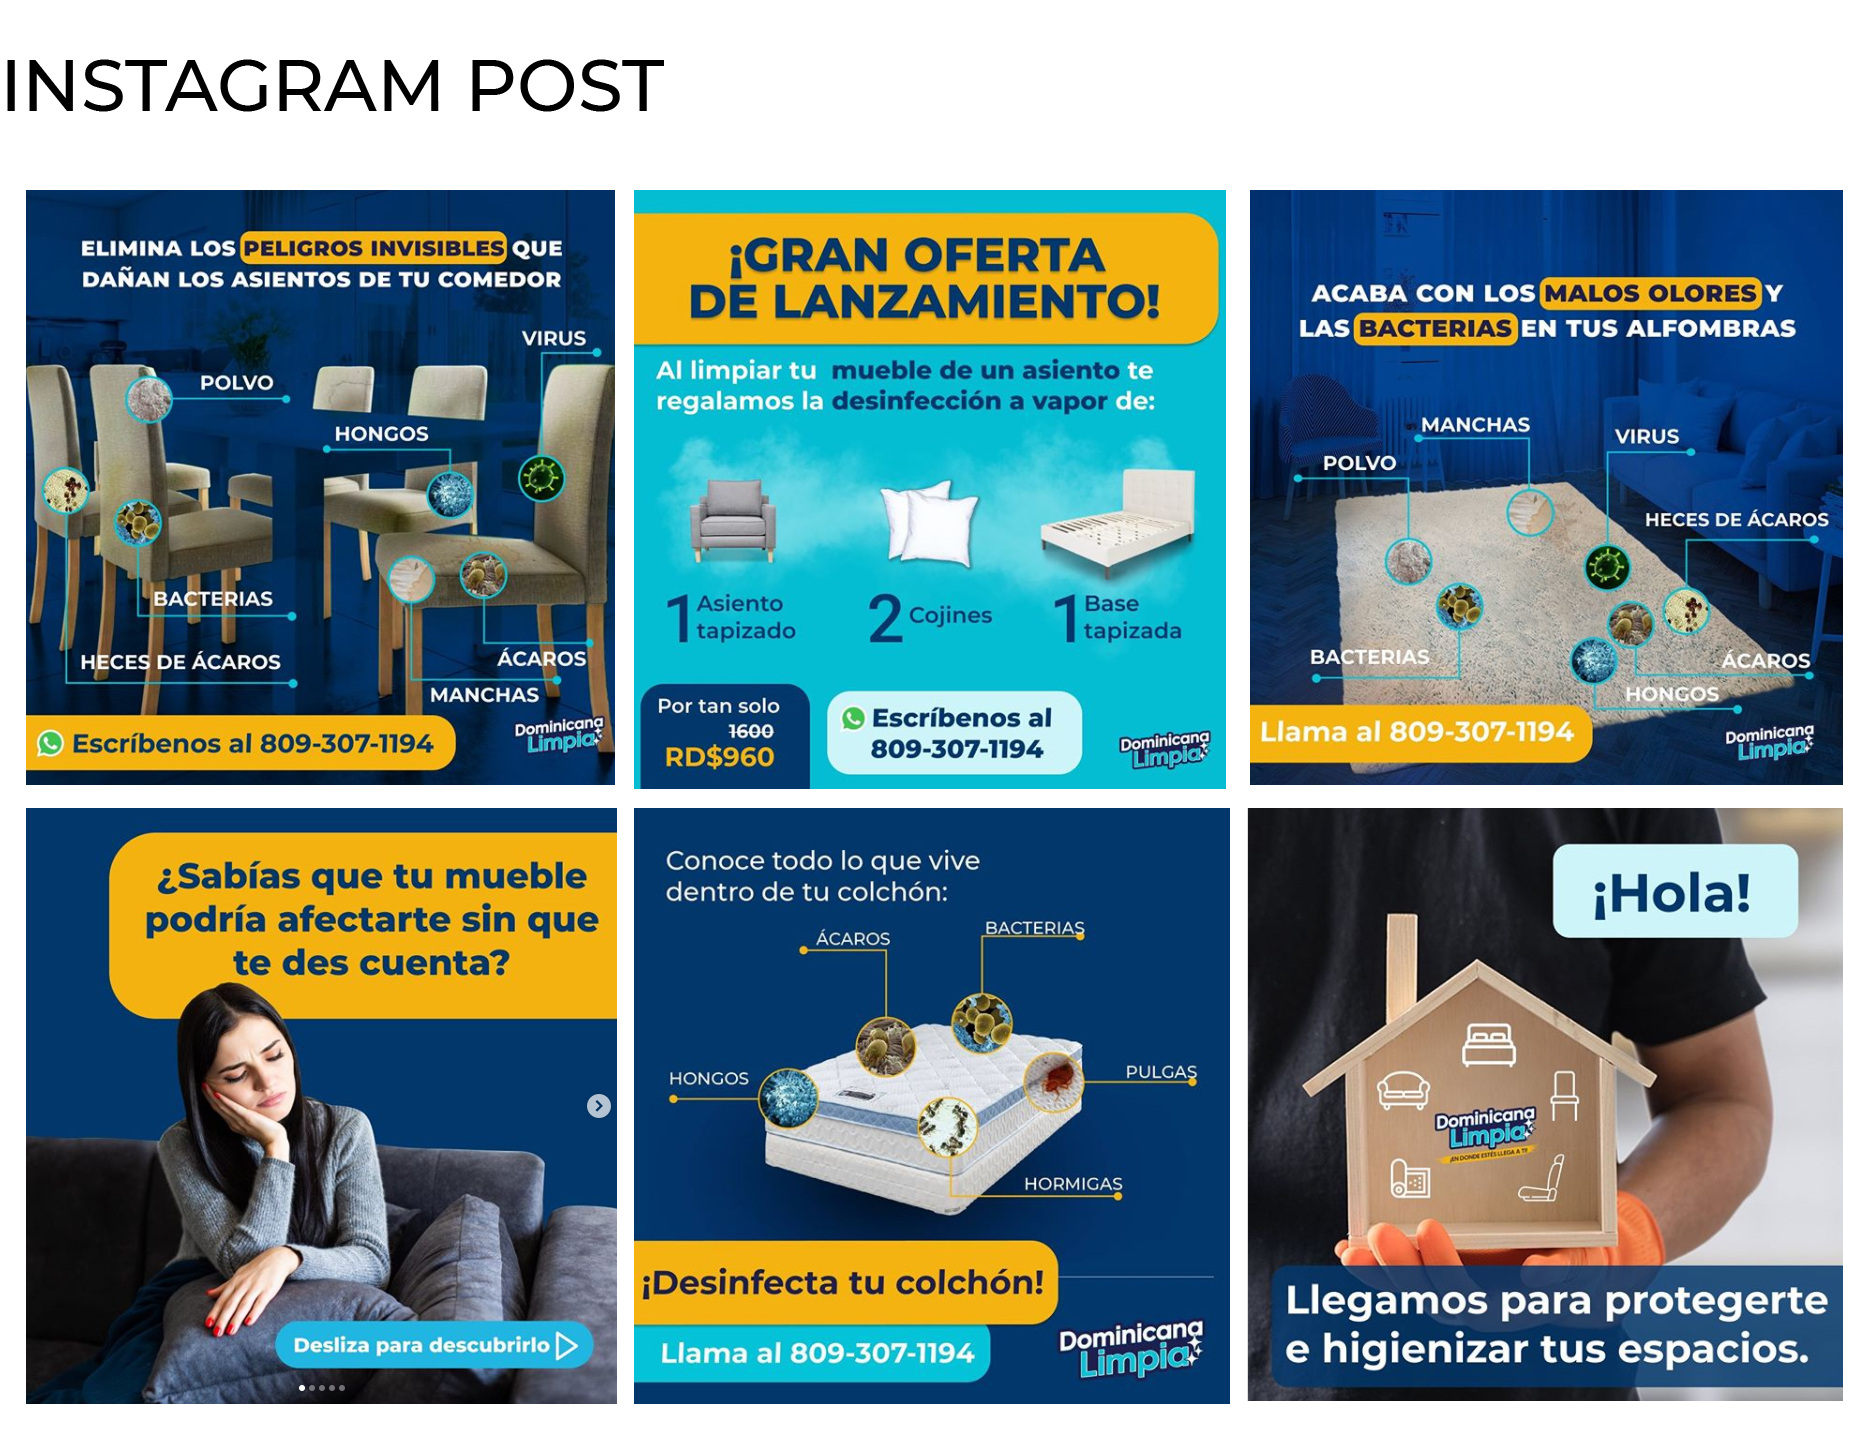 INSTAGRAM POST
ELIMINA LOS PELIGROS INVISIBLES QUE
DAÑAN LOS ASIENTOS DE TU COMEDOR
VIRUS
POLVO
HONGOS
BACTERIAS
HECES DE ÁCAROS
ÁCAROS
MANCHAS
Escríbenos al 809-307-1194
Dominicana
Limpia
¡GRAN OFERTA
DE LANZAMIENTO!
Al limpiar tu mueble de un asiento te
regalamos la desinfección a vapor de:
1 Asiento
tapizado
2 Cojines
1 Base
tapizada
Por tan solo
1600
RD$960
Escríbenos al
809-307-1194
Dominicana
Limpia
ACABA CON LOS MALOS OLORES Y
LAS BACTERIAS EN TUS ALFOMBRAS
MANCHAS
VIRUS
POLVO
HECES DE ÁCAROS
BACTERIAS
ÁCAROS
HONGOS
Llama al 809-307-1194
Dominicana
Limpia
¿Sabías que tu mueble
podría afectarte sin que
te des cuenta?
Desliza para descubrirlo
Conoce todo lo que vive
dentro de tu colchón:
ÁCAROS
BACTERIAS
HONGOS
PULGAS
HORMIGAS
¡Desinfecta tu colchón!
Llama al 809-307-1194
Dominicana
Limpia
¡Hola!
Dominicana
Limpia
¡EN DONDE ESTÉS LLEGA A TI!
Llegamos para protegerte
e higienizar tus espacios.